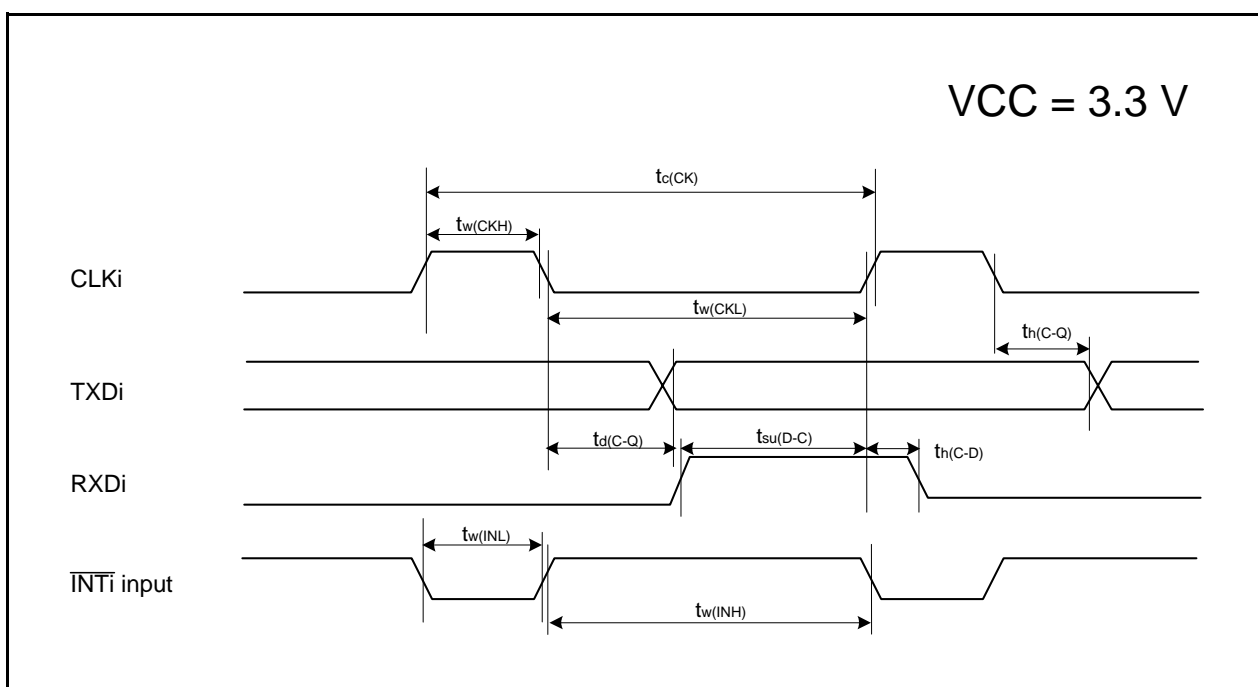 VCC = 3.3 V
tc(CK)
tw(CKH)
CLKi
tw(CKL)
th(C-Q)
TXDi
td(C-Q)
tsu(D-C)
th(C-D)
RXDi
tw(INL)
I̅N̅T̅i input
tw(INH)